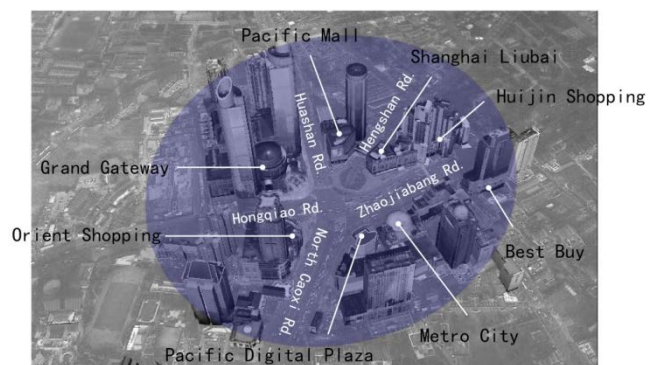 Pacific Mall
Shanghai Liubai
Huijin Shopping
Huashan Rd.
Hengshan Rd.
Grand Gateway
Zhaojiabang Rd.
Hongqiao Rd.
Orient Shopping
North Caoxi Rd
Best Buy
Metro City
Pacific Digital Plaza